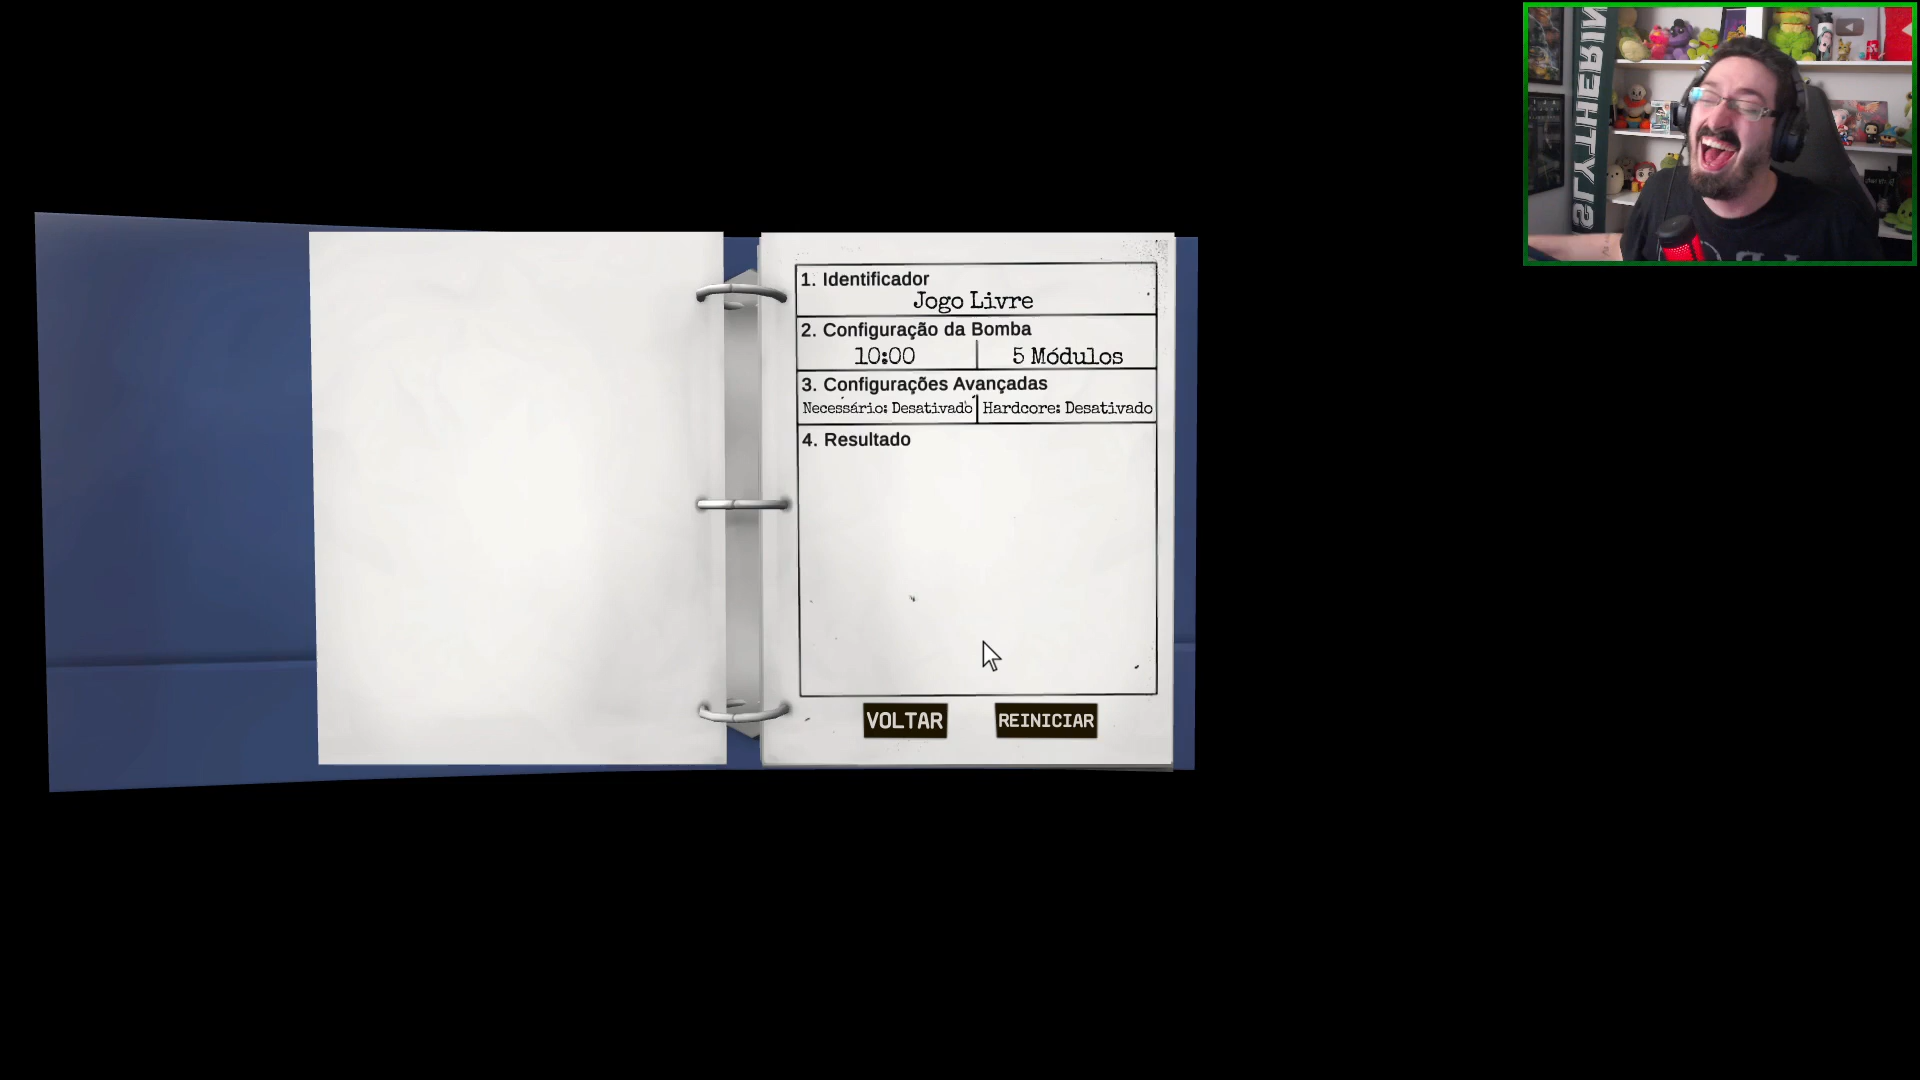 1. Identificador
Jogo Livre
2. Configuração da Bomba
10:00
5 Módulos
3. Configurações Avançadas
Necessário: Desativado
Hardcore: Desativado
4. Resultado
VOLTAR
REINICIAR
SLYTHERIN